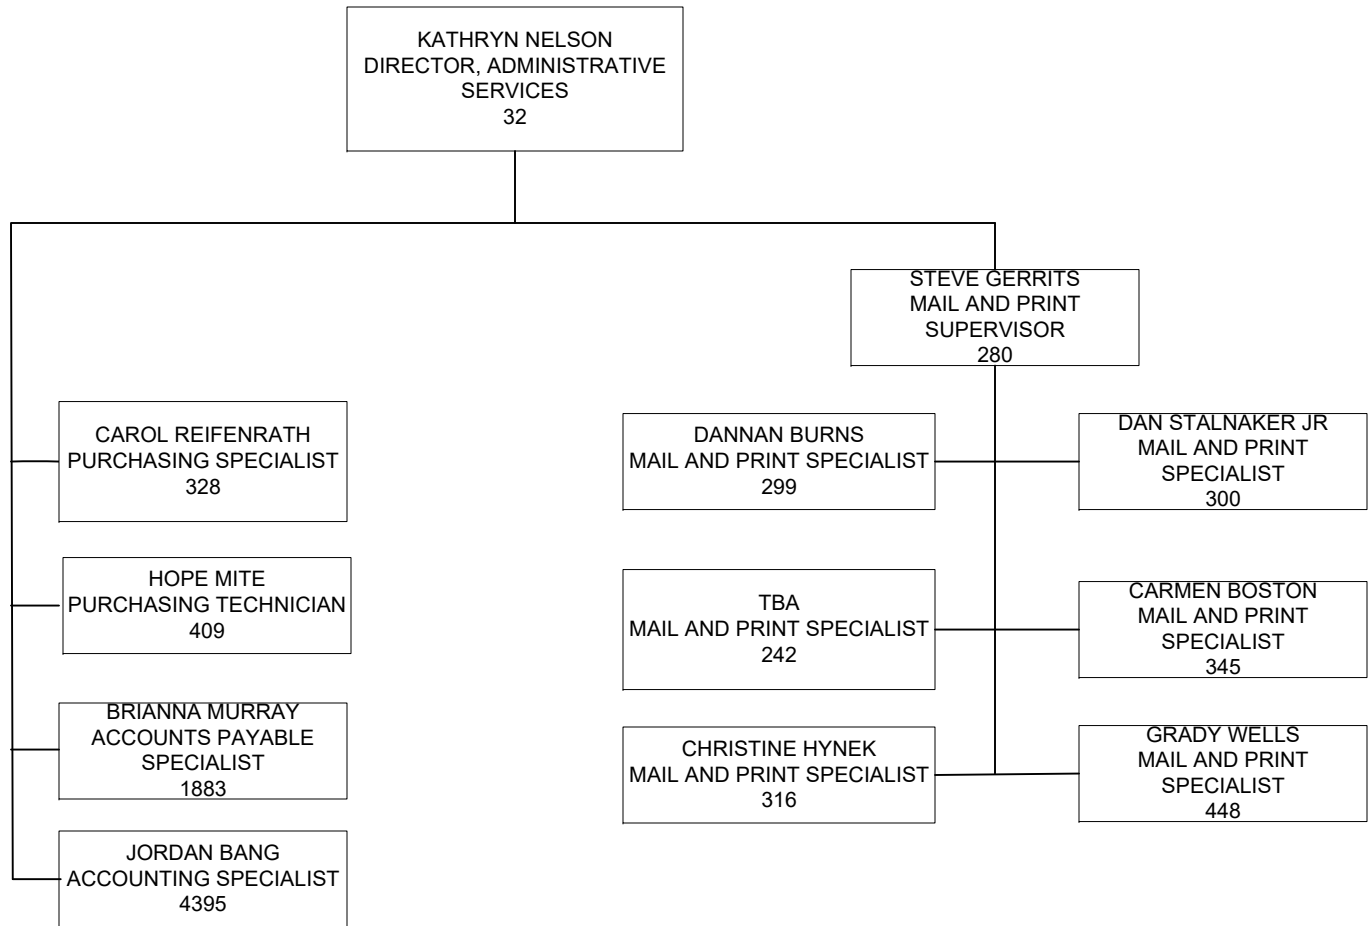 KATHRYN NELSON
DIRECTOR, ADMINISTRATIVE
SERVICES
32
STEVE GERRITS
MAIL AND PRINT
SUPERVISOR
280
CAROL REIFENRATH
PURCHASING SPECIALIST
328
HOPE MITE
PURCHASING TECHNICIAN
409
BRIANNA MURRAY
ACCOUNTS PAYABLE
SPECIALIST
1883
JORDAN BANG
ACCOUNTING SPECIALIST
4395
DANNAN BURNS
MAIL AND PRINT SPECIALIST
299
TBA
MAIL AND PRINT SPECIALIST
242
CHRISTINE HYNEK
MAIL AND PRINT SPECIALIST
316
DAN STALNAKER JR
MAIL AND PRINT
SPECIALIST
300
CARMEN BOSTON
MAIL AND PRINT
SPECIALIST
345
GRADY WELLS
MAIL AND PRINT
SPECIALIST
448